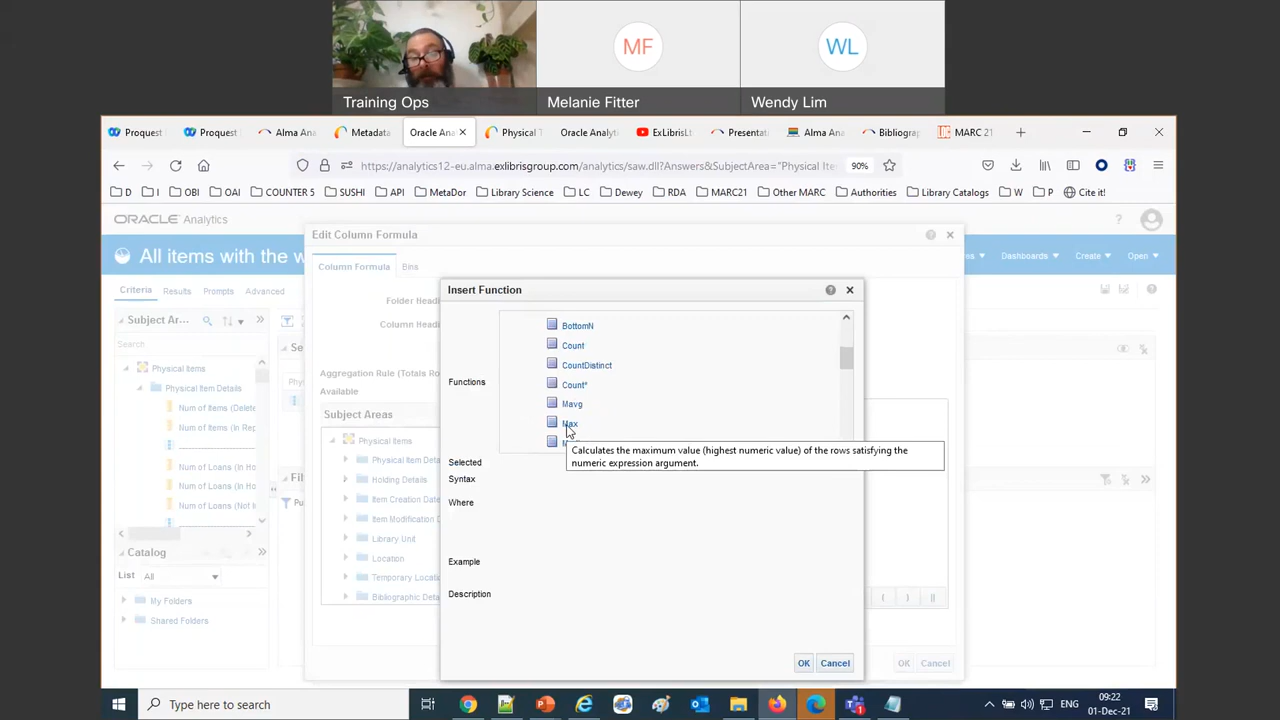 MF
WL
Training Ops
Melanie Fitter
Wendy Lim
Proquest
Proquest
Alma Ana
Metadata
Oracle Ana
Physical T
Oracle Analyti
ExLibrisLt
Presentati
Alma Ana
Bibliograp
MARC 21
https://analytics12-eu.alma.exlibrisgroup.com/analytics/saw.dll?Answers&SubjectArea="Physical Ite
90%
D
I
OBI
OAI
COUNTER 5
SUSHI
API
MetaDor
Library Science
LC
Dewey
RDA
MARC21
Other MARC
Authorities
Library Catalogs
W
P
Cite it!
ORACLE Analytics
Edit Column Formula
All items with the w
Dashboards
Create
Open
Column Formula
Bins
Criteria
Results
Prompts
Advanced
Insert Function
Folder Headi
Subject Ar...
Column Headi
BottomN
Search
Count
Physical Items
CountDistinct
Aggregation Rule (Totals Ro
Physical Item Details
Functions
Count*
Available
Num of Items (Delete
Mavg
Subject Areas
Num of Items (In Rep
Max
Physical Items
Calculates the maximum value (highest numeric value) of the rows satisfying the
numeric expression argument.
Physical Item Deta
Selected
Num of Loans (In Ho
Holding Details
Syntax
Num of Loans (In Ho
Item Creation Date
Where
Num of Loans (Not I
Item Modification D
Library Unit
Catalog
Location
Example
List All
Temporary Locatio
Bibliographic Deta
Description
My Folders
Shared Folders
( ) ||
OK
Cancel
OK
Cancel
Type here to search
ENG
09:22
01-Dec-21